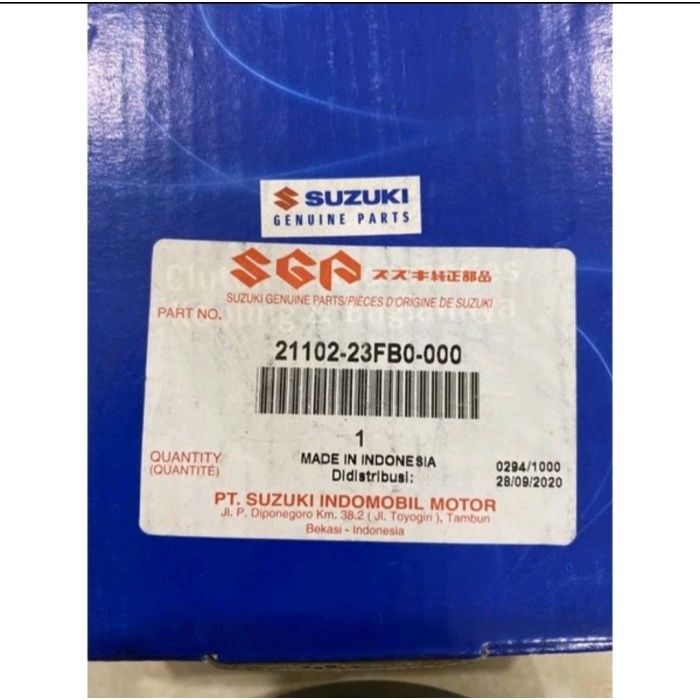 SUZUKI
GENUINE PARTS
SGP スズキ純正部品
SUZUKI GENUINE PARTS/PIÈCES D'ORIGINE DE SUZUKI
PART NO.
21102-23FB0-000
1
QUANTITY
(QUANTITÉ)
MADE IN INDONESIA
Didistribusi:
0294/1000
28/09/2020
PT. SUZUKI INDOMOBIL MOTOR
Jl. P. Diponegoro Km. 38.2 ( Jl. Toyogiri ), Tambun
Bekasi - Indonesia